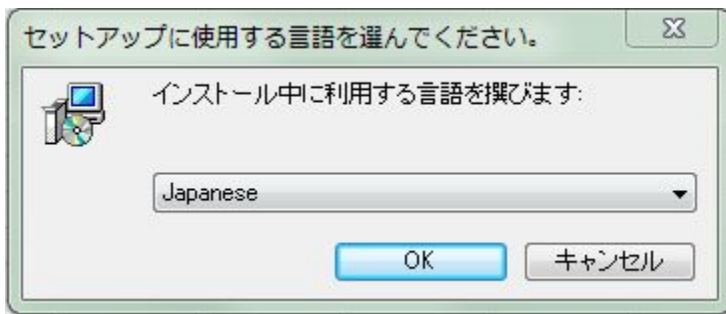 セットアップに使用する言語を選んでください。
インストール中に利用する言語を撰びます:
Japanese
OK
キャンセル